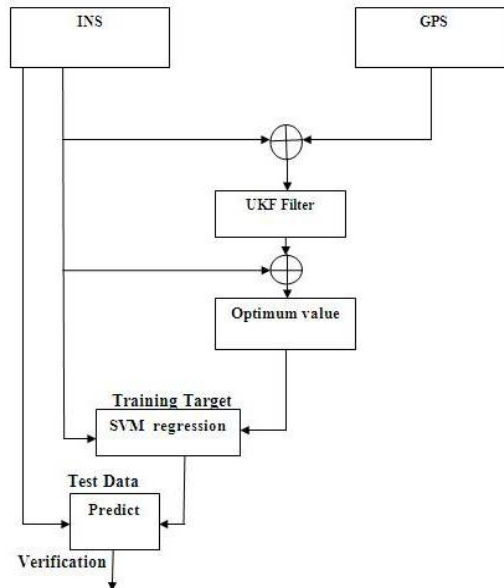 INS
GPS
UKF Filter
Optimum value
Training Target
SVM regression
Test Data
Predict
Verification